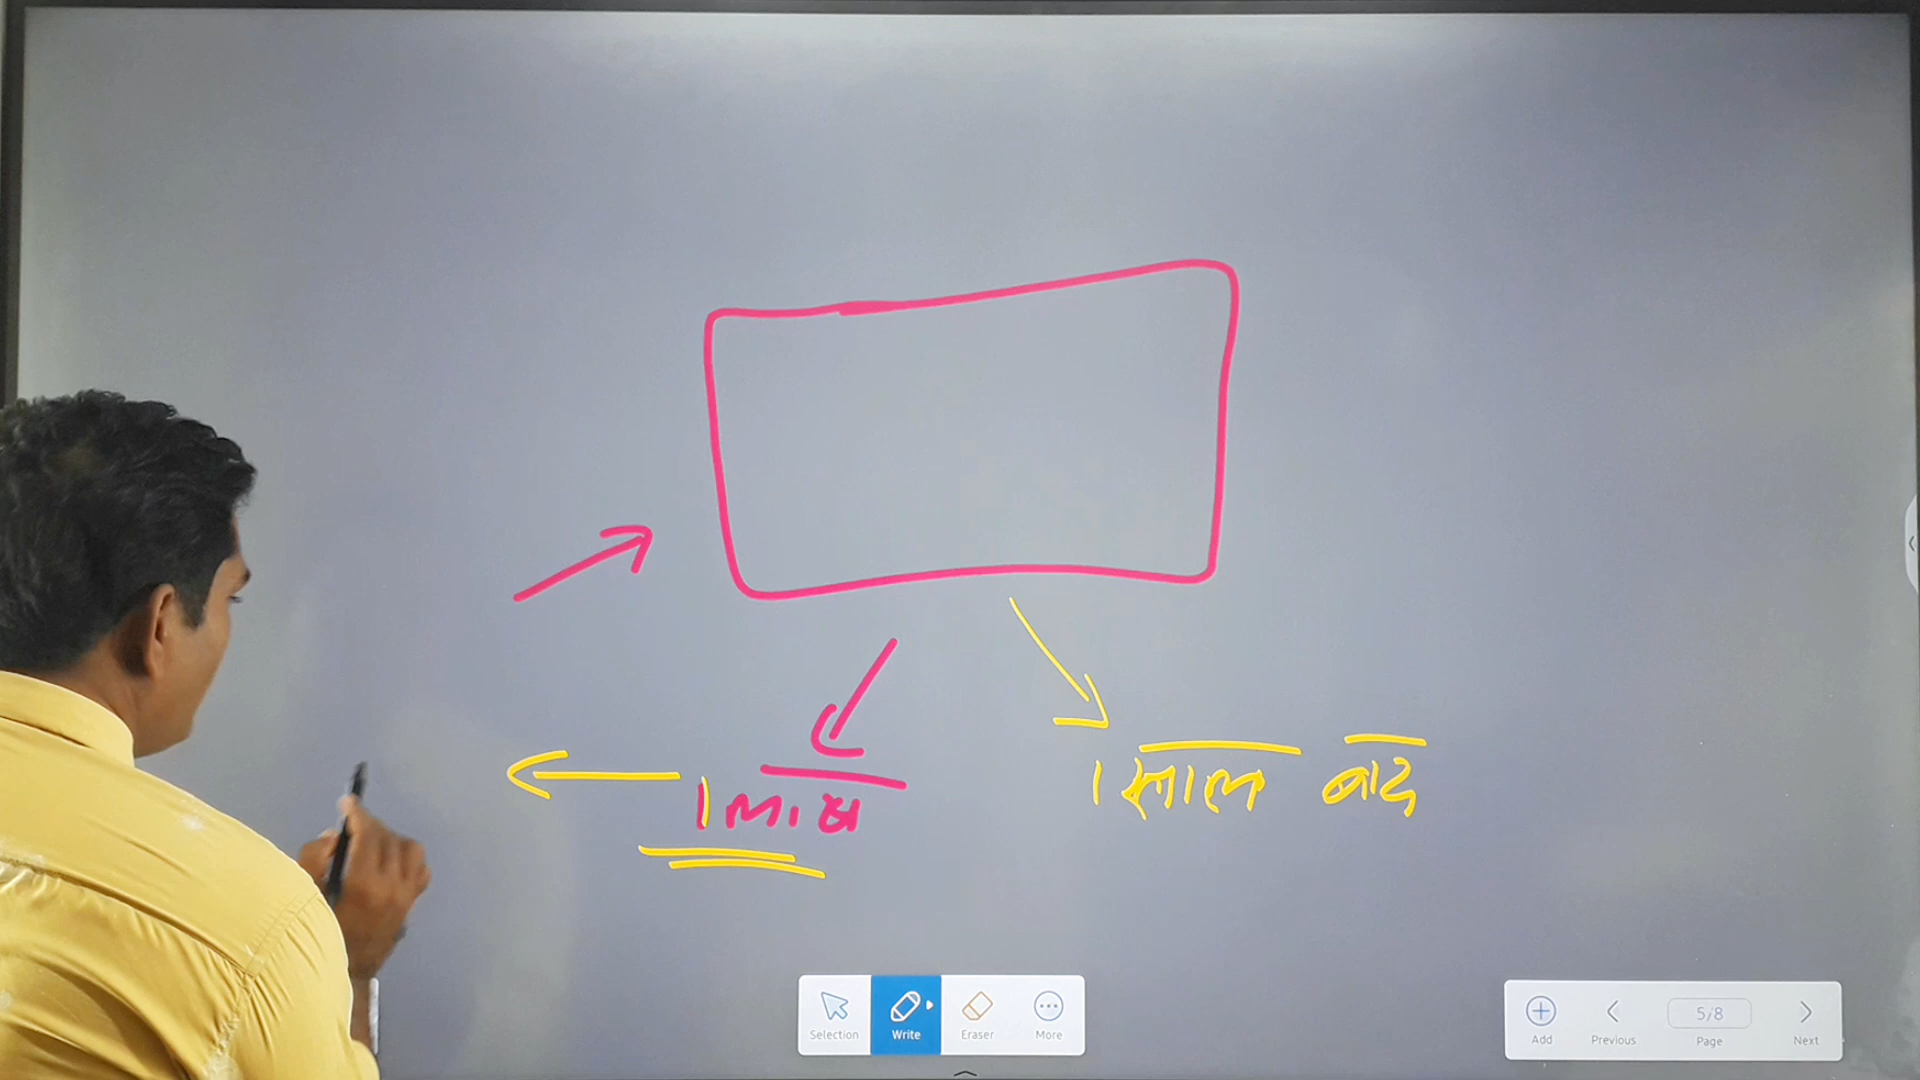 1 लाख
1 साल बाद
Selection
Write
Eraser
More
Add
Previous
5/8
Page
Next